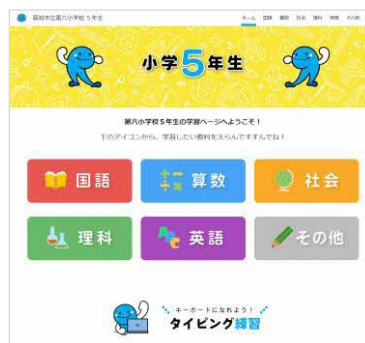 稲城市立第六小学校 5年生
ホーム 国語 算数 社会 理科 英語 その他
小学5年生
第六小学校5年生の学習ページへようこそ！
下のアイコンから、学習したい教科をえらんですすんでね！
国語
算数
社会
理科
ABC 英語
その他
キーボードになれよう！
タイピング練習